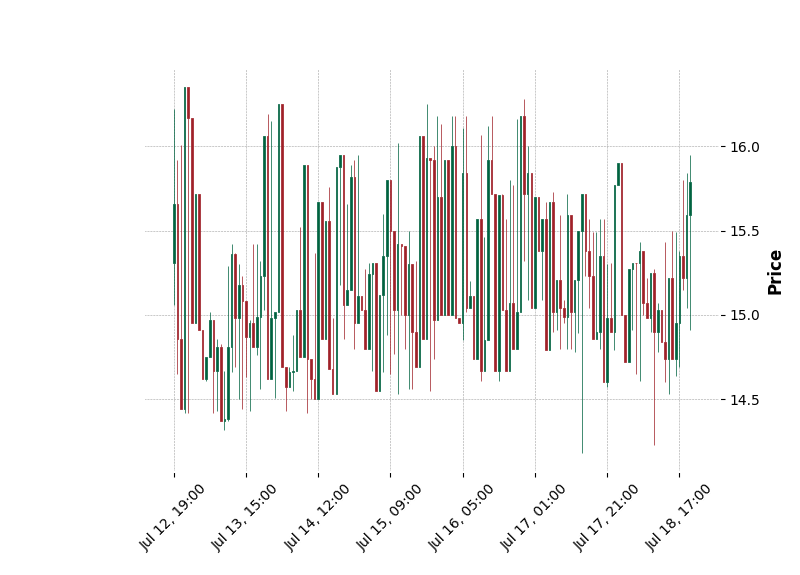 16.0
15.5
15.0
14.5
Price
Jul 12, 19:00
Jul 13, 15:00
Jul 14, 12:00
Jul 15, 09:00
Jul 16, 05:00
Jul 17, 01:00
Jul 17, 21:00
Jul 18, 17:00